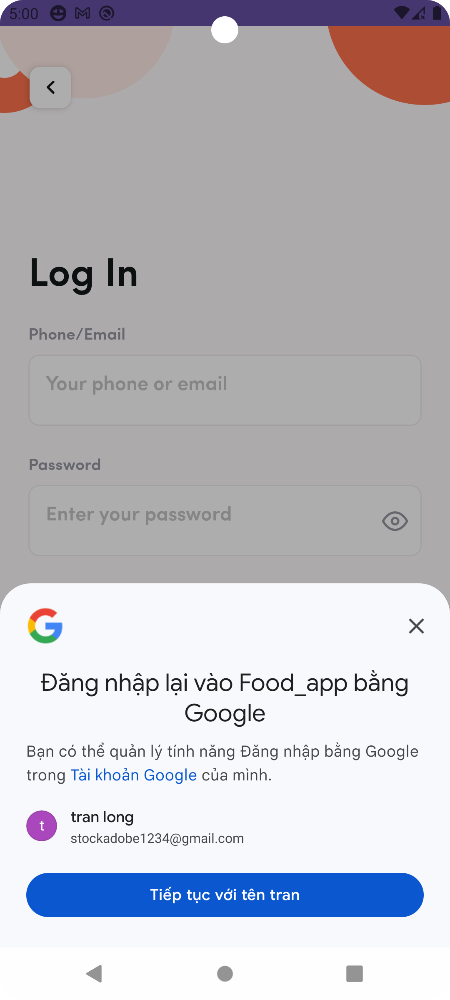 5:00
Log In
Phone/Email
Your phone or email
Password
Enter your password
Đăng nhập lại vào Food_app bằng
Google
Bạn có thể quản lý tính năng Đăng nhập bằng Google
trong Tài khoản Google của mình.
t
tran long
stockadobe1234@gmail.com
Tiếp tục với tên tran